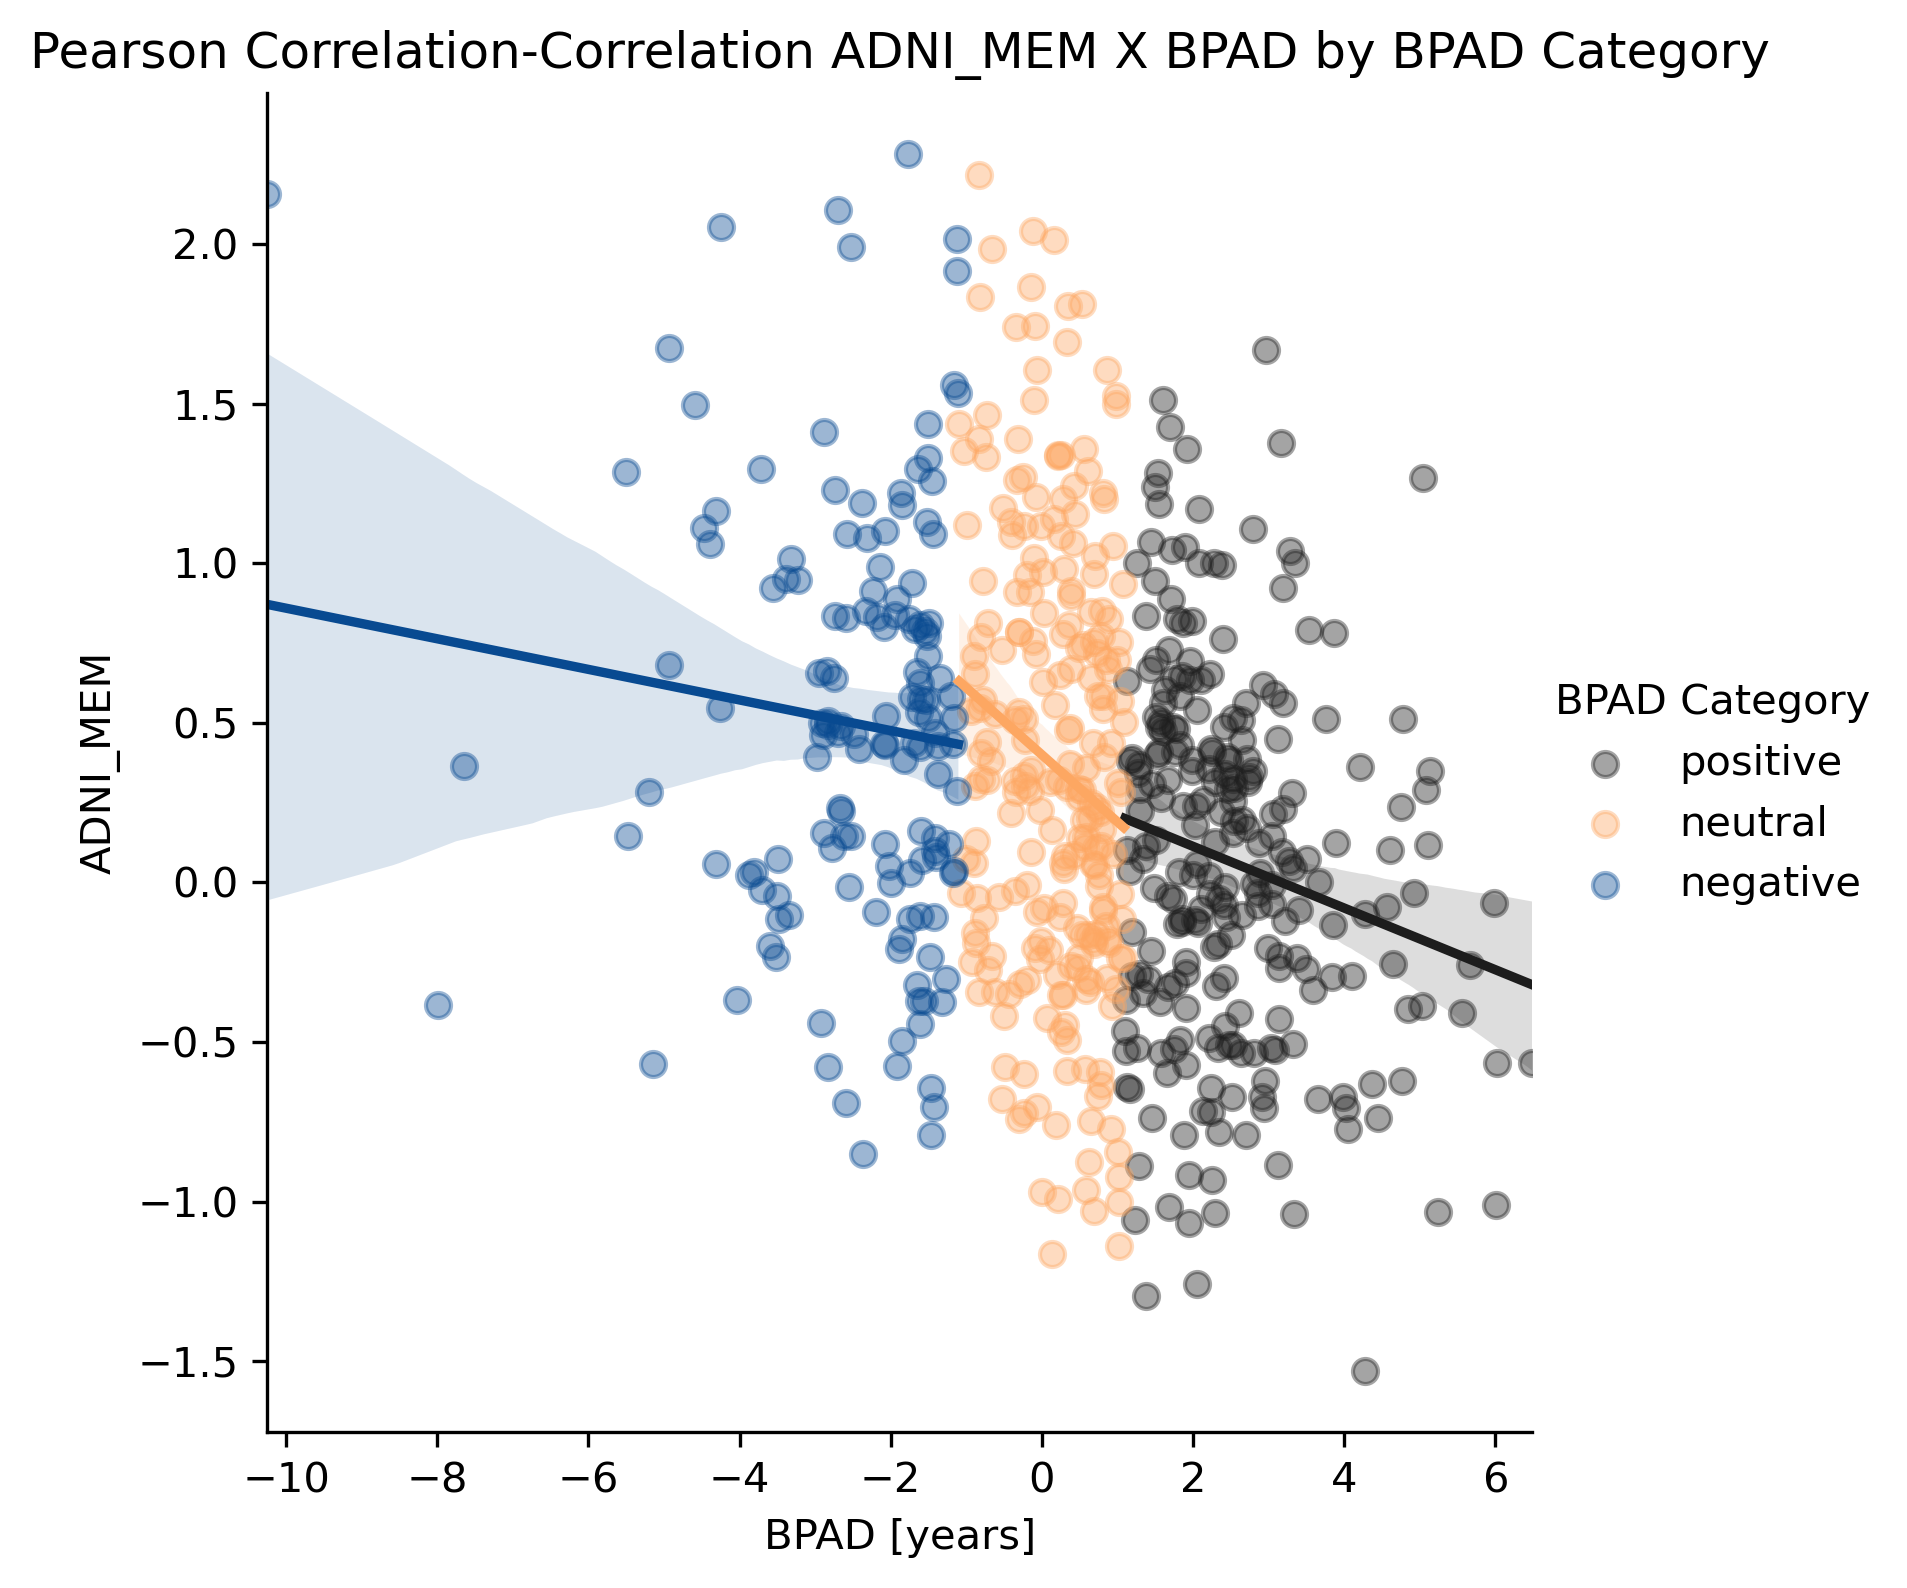 Pearson Correlation-Correlation ADNI_MEM X BPAD by BPAD Category
2.0
1.5
1.0
0.5
0.0
−0.5
−1.0
−1.5
ADNI_MEM
−10
−8
−6
−4
−2
0
2
4
6
BPAD [years]
BPAD Category
positive
neutral
negative